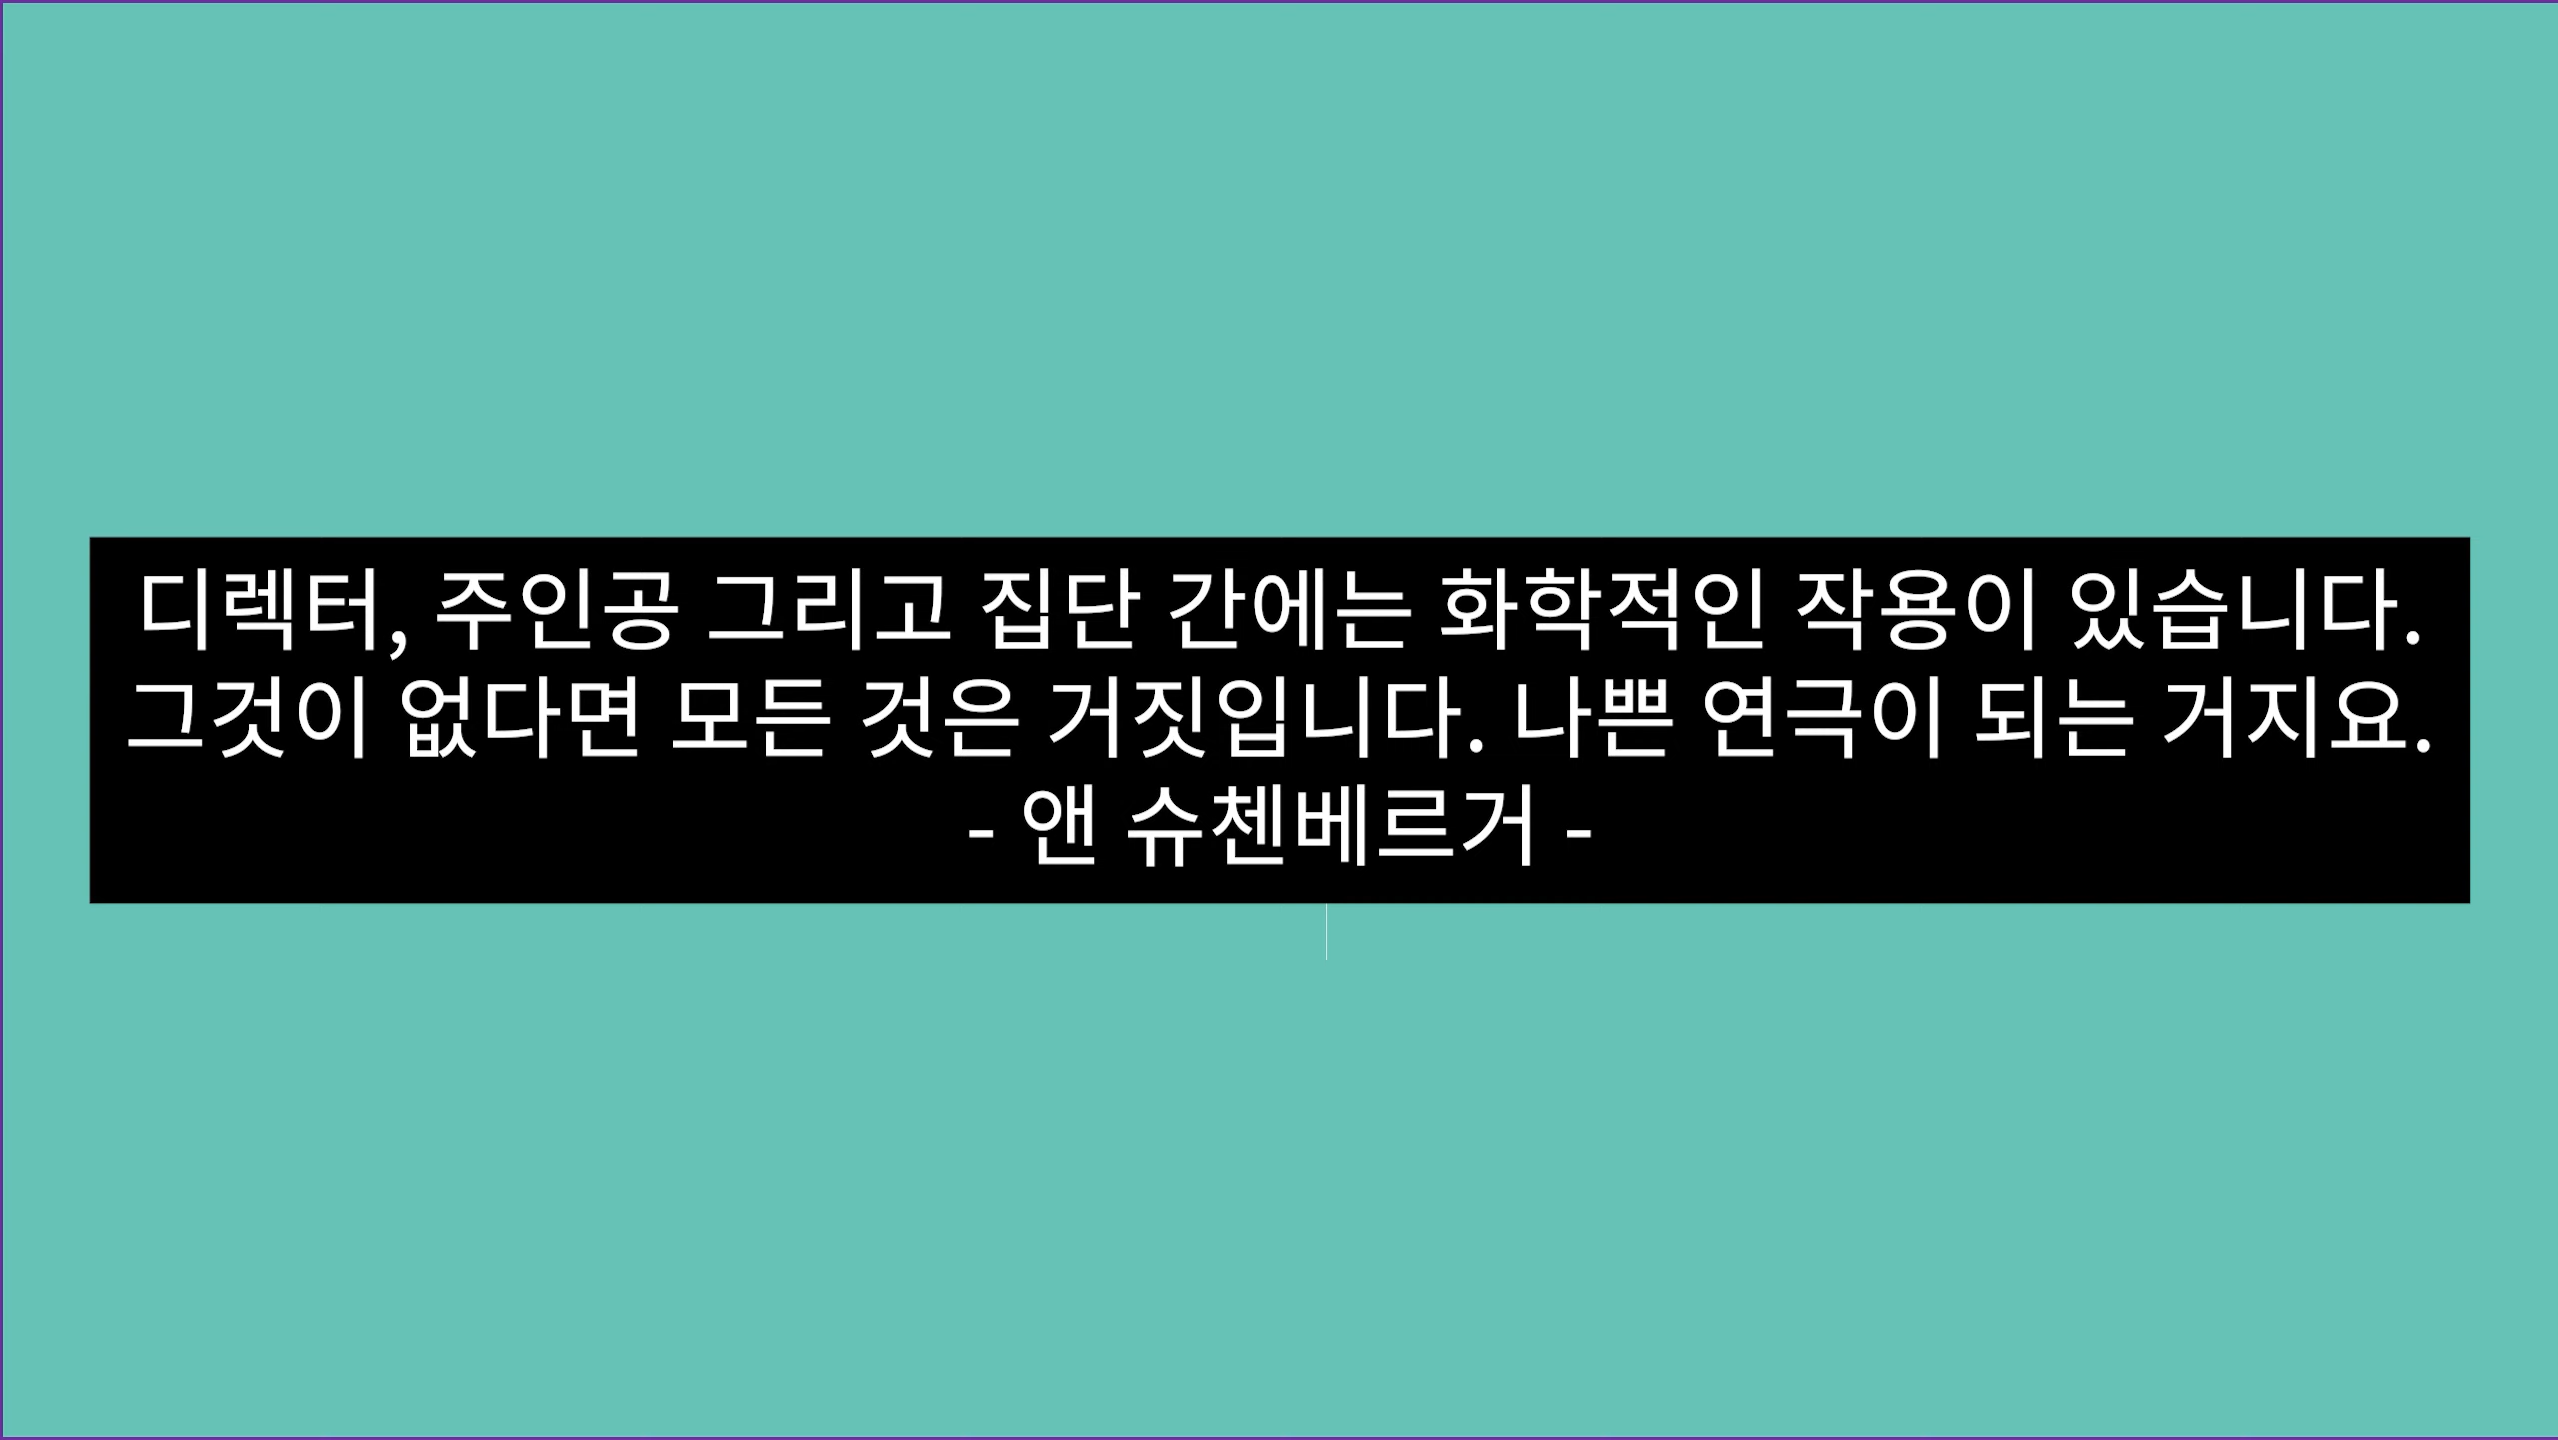 디렉터, 주인공 그리고 집단 간에는 화학적인 작용이 있습니다.
그것이 없다면 모든 것은 거짓입니다. 나쁜 연극이 되는 거지요.
- 앤 슈첸베르거 -